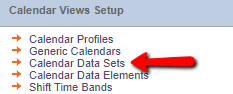 Calendar Views Setup
Calendar Profiles
Generic Calendars
Calendar Data Sets
Calendar Data Elements
Shift Time Bands